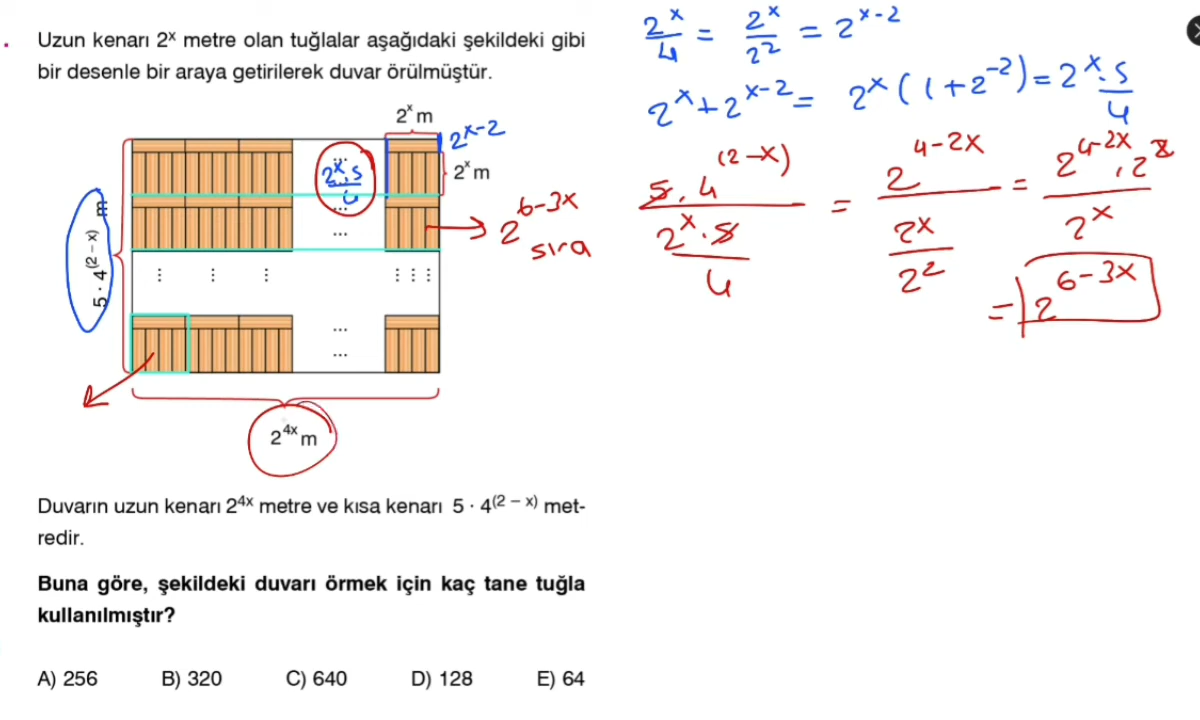 . Uzun kenarı 2ˣ metre olan tuğlalar aşağıdaki şekildeki gibi
bir desenle bir araya getirilerek duvar örülmüştür.
2ˣ m
2ˣ⁻²
2ˣ m
2ˣ.5/4
...
...
...
5 · 4⁽² ⁻ ˣ⁾ m
2⁶⁻³ˣ
sıra
...
...
2⁴ˣ m
2ˣ/4 = 2ˣ/2² = 2ˣ⁻²
2ˣ+2ˣ⁻² = 2ˣ(1+2⁻²) = 2ˣ.5/4
5.4⁽²⁻ˣ⁾/(2ˣ.5/4) = 2⁴⁻²ˣ/(2ˣ/2²) = 2⁴⁻²ˣ.2²/2ˣ
= 2⁶⁻³ˣ
Duvarın uzun kenarı 2⁴ˣ metre ve kısa kenarı 5 · 4⁽² ⁻ ˣ⁾ met-
redir.
Buna göre, şekildeki duvarı örmek için kaç tane tuğla
kullanılmıştır?
A) 256 B) 320 C) 640 D) 128 E) 64